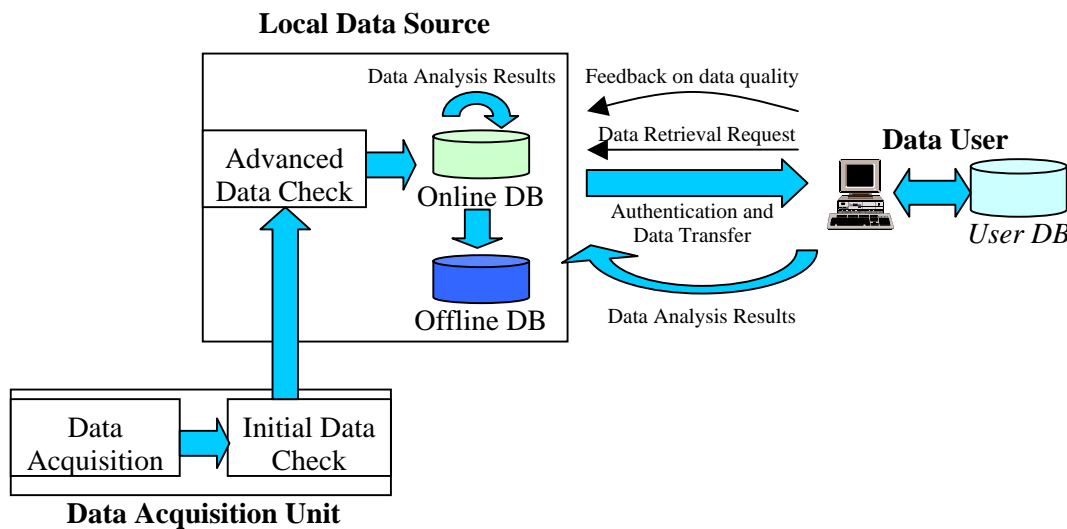 Local Data Source
Data Analysis Results
Feedback on data quality
Data Retrieval Request
Data User
Advanced
Data Check
Online DB
Authentication and
Data Transfer
User DB
Offline DB
Data Analysis Results
Data
Acquisition
Initial Data
Check
Data Acquisition Unit